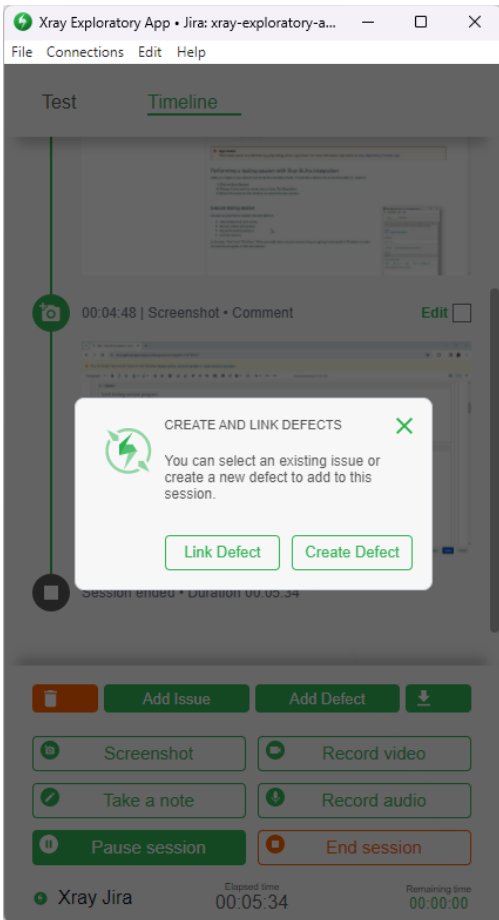 Xray Exploratory App • Jira: xray-exploratory-a...
File Connections Edit Help
Test Timeline
00:04:48 | Screenshot • Comment Edit
CREATE AND LINK DEFECTS
You can select an existing issue or
create a new defect to add to this
session.
Link Defect Create Defect
Session ended • Duration 00:05:34
Add Issue Add Defect
Screenshot Record video
Take a note Record audio
Pause session End session
Xray Jira
Elapsed time
00:05:34
Remaining time
00:00:00